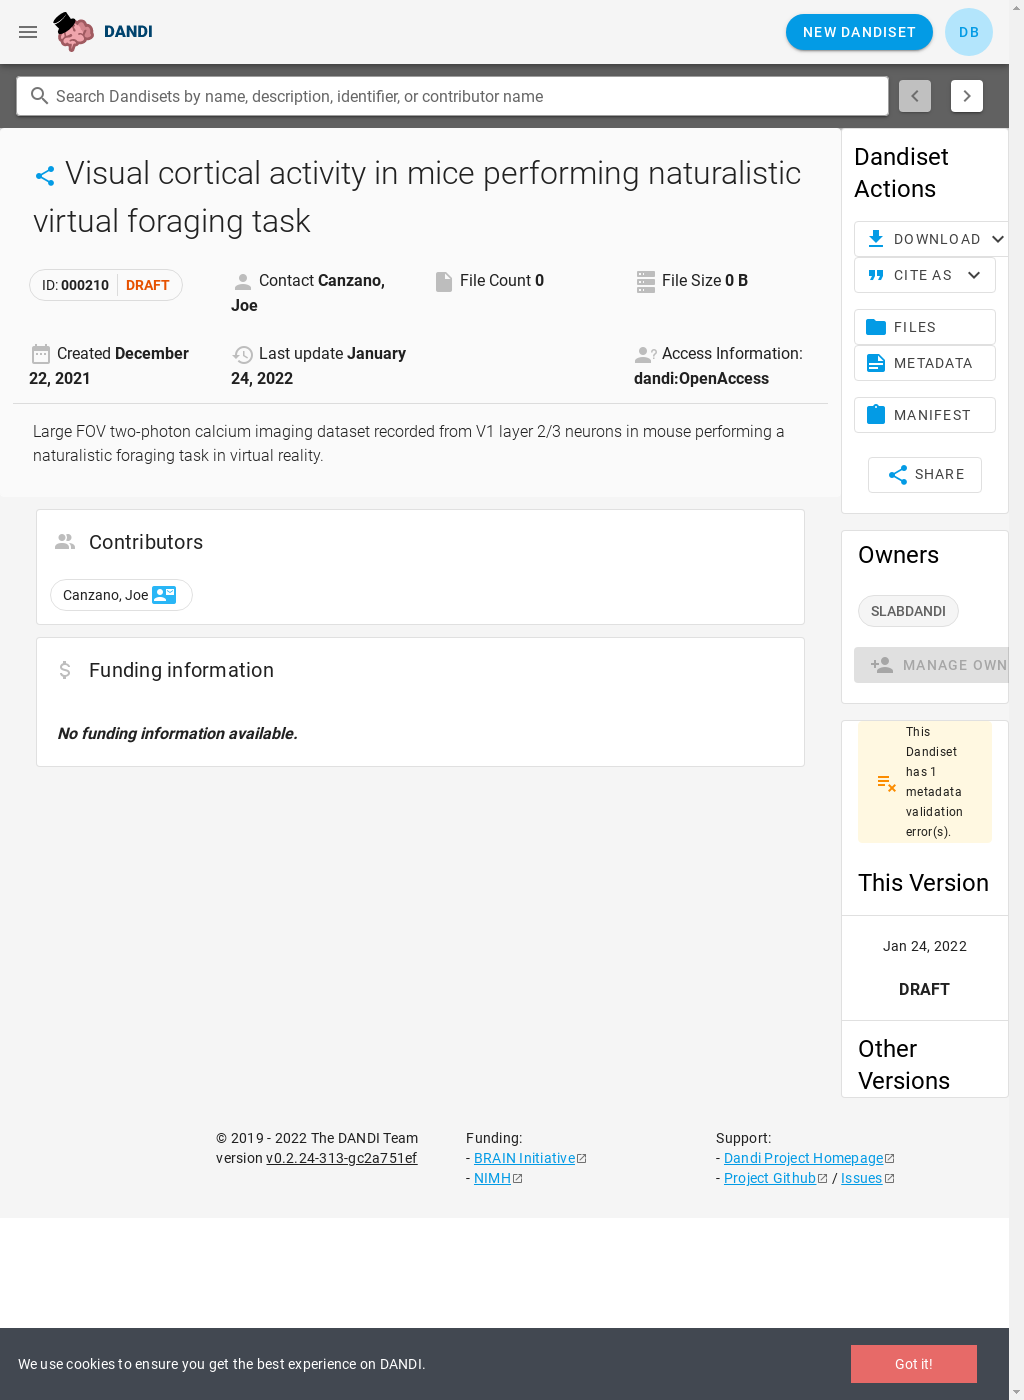 DANDI
NEW DANDISET
DB
Search Dandisets by name, description, identifier, or contributor name
Visual cortical activity in mice performing naturalistic
virtual foraging task
ID: 000210 DRAFT
Contact Canzano,
Joe
File Count 0
File Size 0 B
Created December
22, 2021
Last update January
24, 2022
Access Information:
dandi:OpenAccess
Large FOV two-photon calcium imaging dataset recorded from V1 layer 2/3 neurons in mouse performing a
naturalistic foraging task in virtual reality.
Contributors
Canzano, Joe
Funding information
No funding information available.
Dandiset
Actions
DOWNLOAD
CITE AS
FILES
METADATA
MANIFEST
SHARE
Owners
SLABDANDI
MANAGE OWN
This
Dandiset
has 1
metadata
validation
error(s).
This Version
Jan 24, 2022
DRAFT
Other
Versions
© 2019 - 2022 The DANDI Team
version v0.2.24-313-gc2a751ef
Funding:
- BRAIN Initiative
- NIMH
Support:
- Dandi Project Homepage
- Project Github / Issues
We use cookies to ensure you get the best experience on DANDI.
Got it!